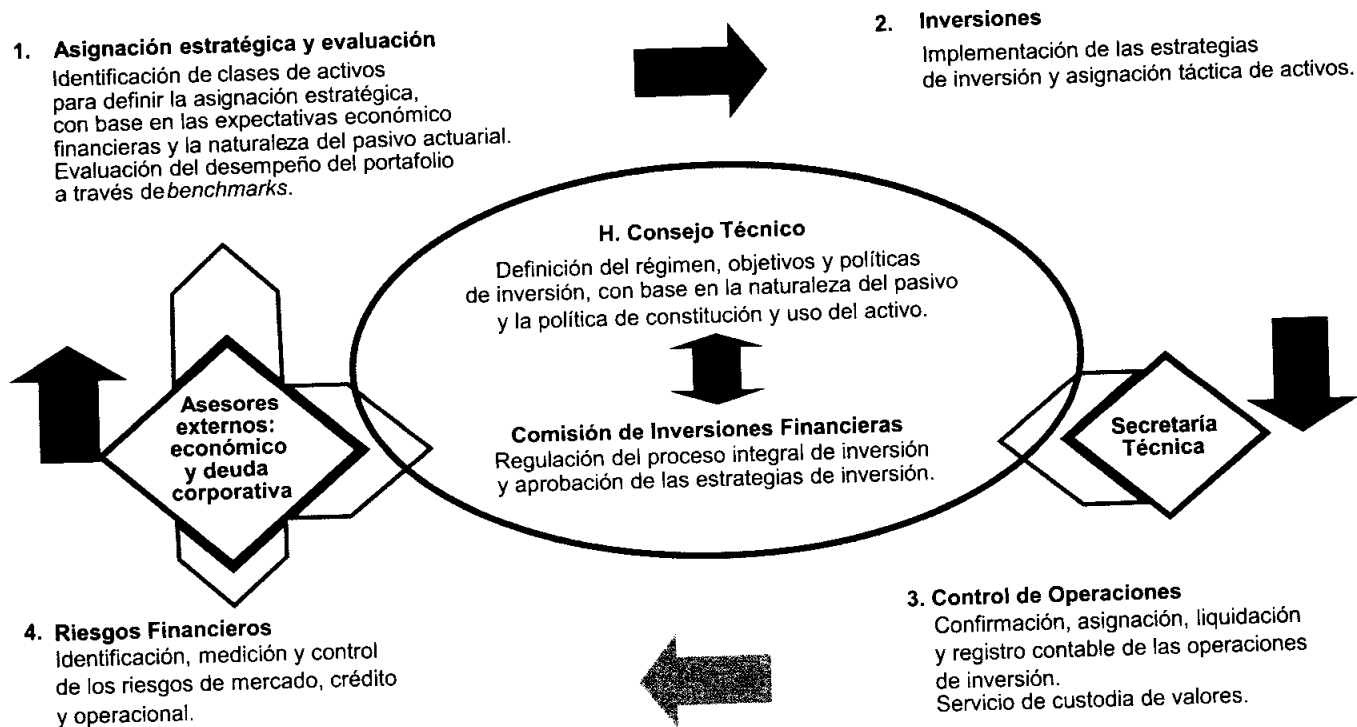 1. Asignación estratégica y evaluación
Identificación de clases de activos
para definir la asignación estratégica,
con base en las expectativas económico
financieras y la naturaleza del pasivo actuarial.
Evaluación del desempeño del portafolio
a través de benchmarks.
2. Inversiones
Implementación de las estrategias
de inversión y asignación táctica de activos.
H. Consejo Técnico
Definición del régimen, objetivos y políticas
de inversión, con base en la naturaleza del pasivo
y la política de constitución y uso del activo.
Comisión de Inversiones Financieras
Regulación del proceso integral de inversión
y aprobación de las estrategias de inversión.
Asesores
externos:
económico
y deuda
corporativa
Secretaría
Técnica
3. Control de Operaciones
Confirmación, asignación, liquidación
y registro contable de las operaciones
de inversión.
Servicio de custodia de valores.
4. Riesgos Financieros
Identificación, medición y control
de los riesgos de mercado, crédito
y operacional.